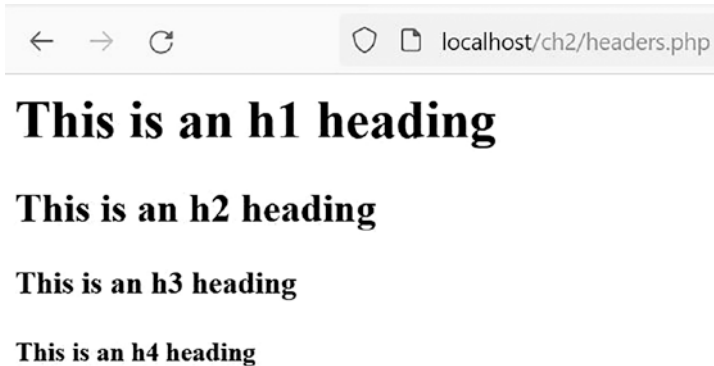 localhost/ch2/headers.php
This is an h1 heading
This is an h2 heading
This is an h3 heading
This is an h4 heading